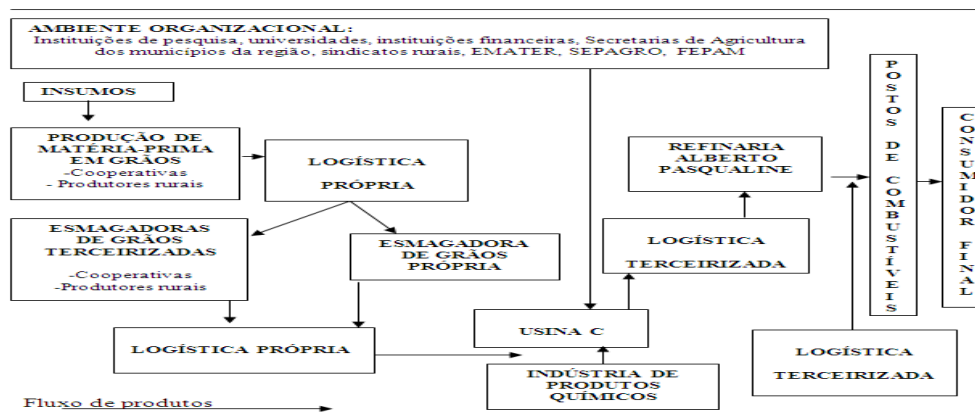 AMBIENTE ORGANIZACIONAL:
Instituições de pesquisa, universidades, instituições financeiras, Secretarias de Agricultura
dos municípios da região, sindicatos rurais, EMATER, SEPAGRO, FEPAM
INSUMOS
PRODUÇÃO DE
MATÉRIA-PRIMA
EM GRÃOS
-Cooperativas
- Produtores rurais
LOGÍSTICA
PRÓPRIA
ESMAGADORAS
DE GRÃOS
TERCEIRIZADAS
-Cooperativas
-Produtores rurais
ESMAGADORA
DE GRÃOS
PRÓPRIA
LOGÍSTICA PRÓPRIA
USINA C
INDÚSTRIA DE
PRODUTOS
QUÍMICOS
LOGÍSTICA
TERCEIRIZADA
REFINARIA
ALBERTO
PASQUALINE
LOGÍSTICA
TERCEIRIZADA
POSTOS DE COMBUSTÍVEIS
CONSUMIDOR FINAL
Fluxo de produtos